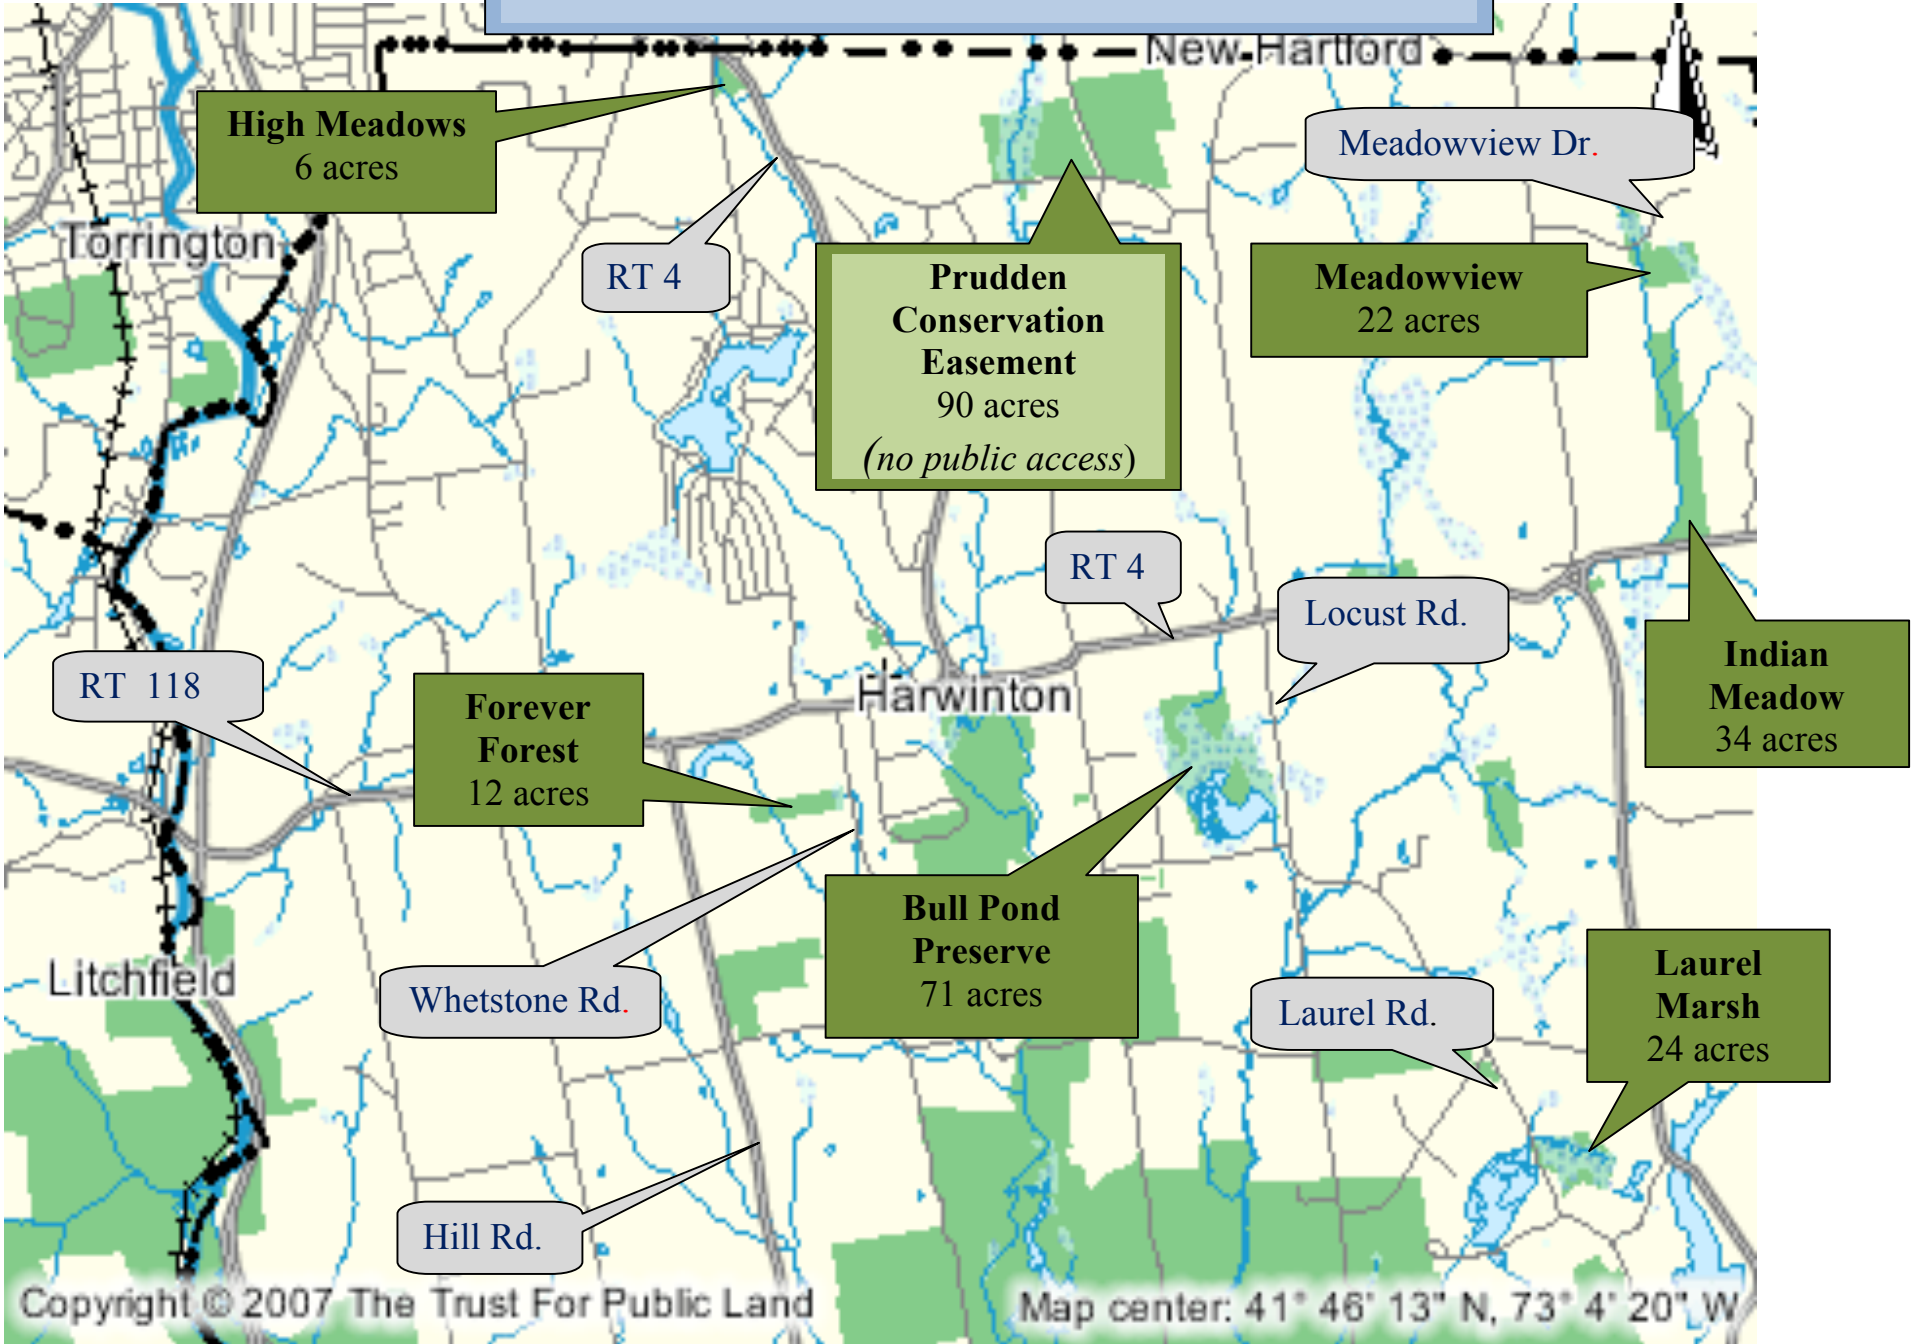 New Hartford
High Meadows
6 acres
Meadowview Dr.
Torrington
RT 4
Prudden
Conservation
Easement
90 acres
(no public access)
Meadowview
22 acres
RT 4
Locust Rd.
RT 118
Forever
Forest
12 acres
Harwinton
Indian
Meadow
34 acres
Bull Pond
Preserve
71 acres
Litchfield
Whetstone Rd.
Laurel Rd.
Laurel
Marsh
24 acres
Hill Rd.
Copyright © 2007 The Trust For Public Land
Map center: 41° 46' 13" N, 73° 4' 20" W